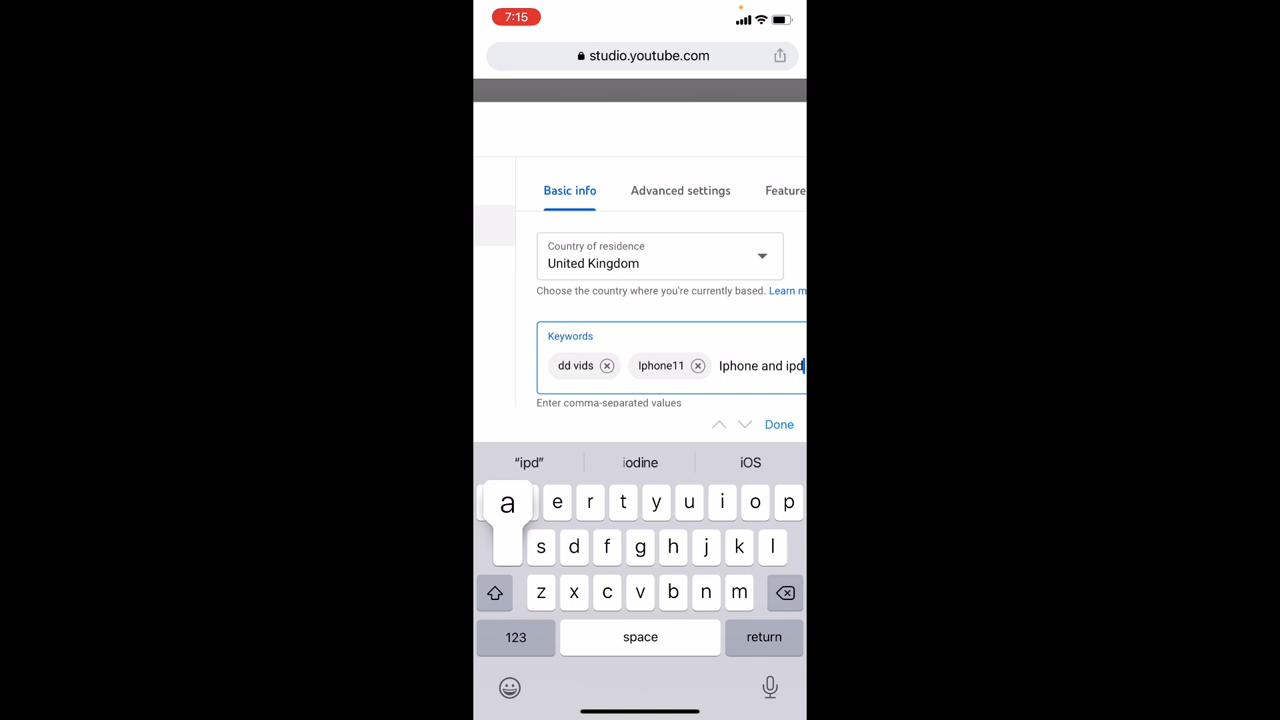 7:15
studio.youtube.com
Basic info Advanced settings Feature
Country of residence
United Kingdom
Choose the country where you're currently based. Learn m
Keywords
dd vids Iphone11 Iphone and ipd
Enter comma-separated values
Done
"ipd" iodine iOS
a e r t y u i o p
s d f g h j k l
z x c v b n m
123 space return